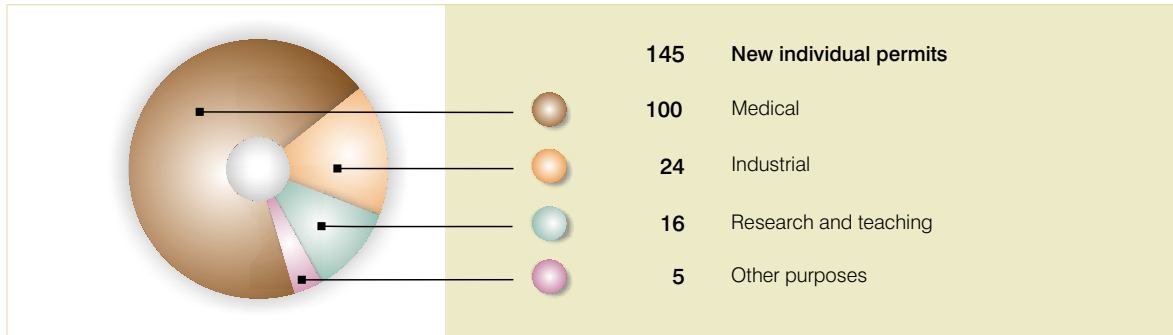 145 New individual permits
100 Medical
24 Industrial
16 Research and teaching
5 Other purposes